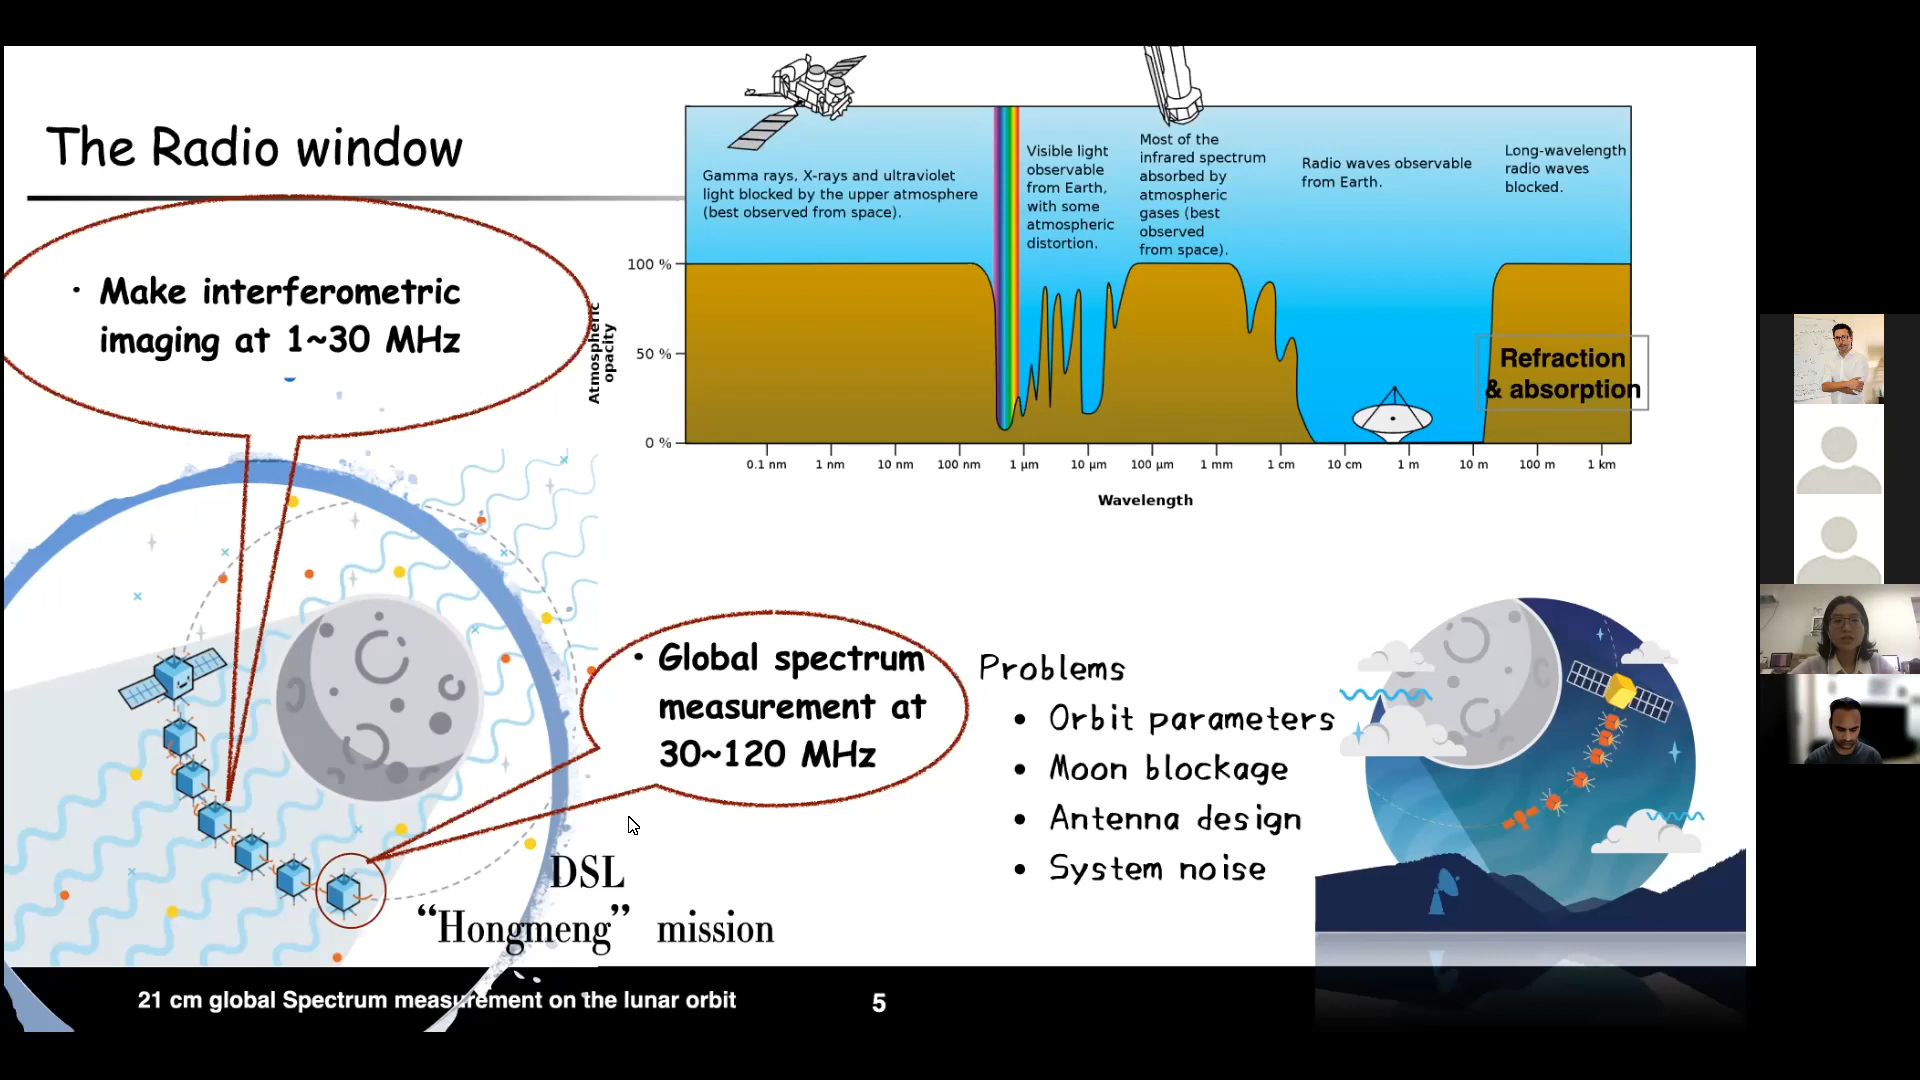 The Radio window
· Make interferometric
imaging at 1~30 MHz
Gamma rays, X-rays and ultraviolet
light blocked by the upper atmosphere
(best observed from space).
Visible light
observable
from Earth,
with some
atmospheric
distortion.
Most of the
infrared spectrum
absorbed by
atmospheric
gases (best
observed
from space).
Radio waves observable
from Earth.
Long-wavelength
radio waves
blocked.
Atmospheric
opacity
100 %
50 %
0 %
Refraction
& absorption
0.1 nm 1 nm 10 nm 100 nm 1 μm 10 μm 100 μm 1 mm 1 cm 10 cm 1 m 10 m 100 m 1 km
Wavelength
· Global spectrum
measurement at
30~120 MHz
Problems
• Orbit parameters
• Moon blockage
• Antenna design
• System noise
DSL
“Hongmeng” mission
21 cm global Spectrum measurement on the lunar orbit
5